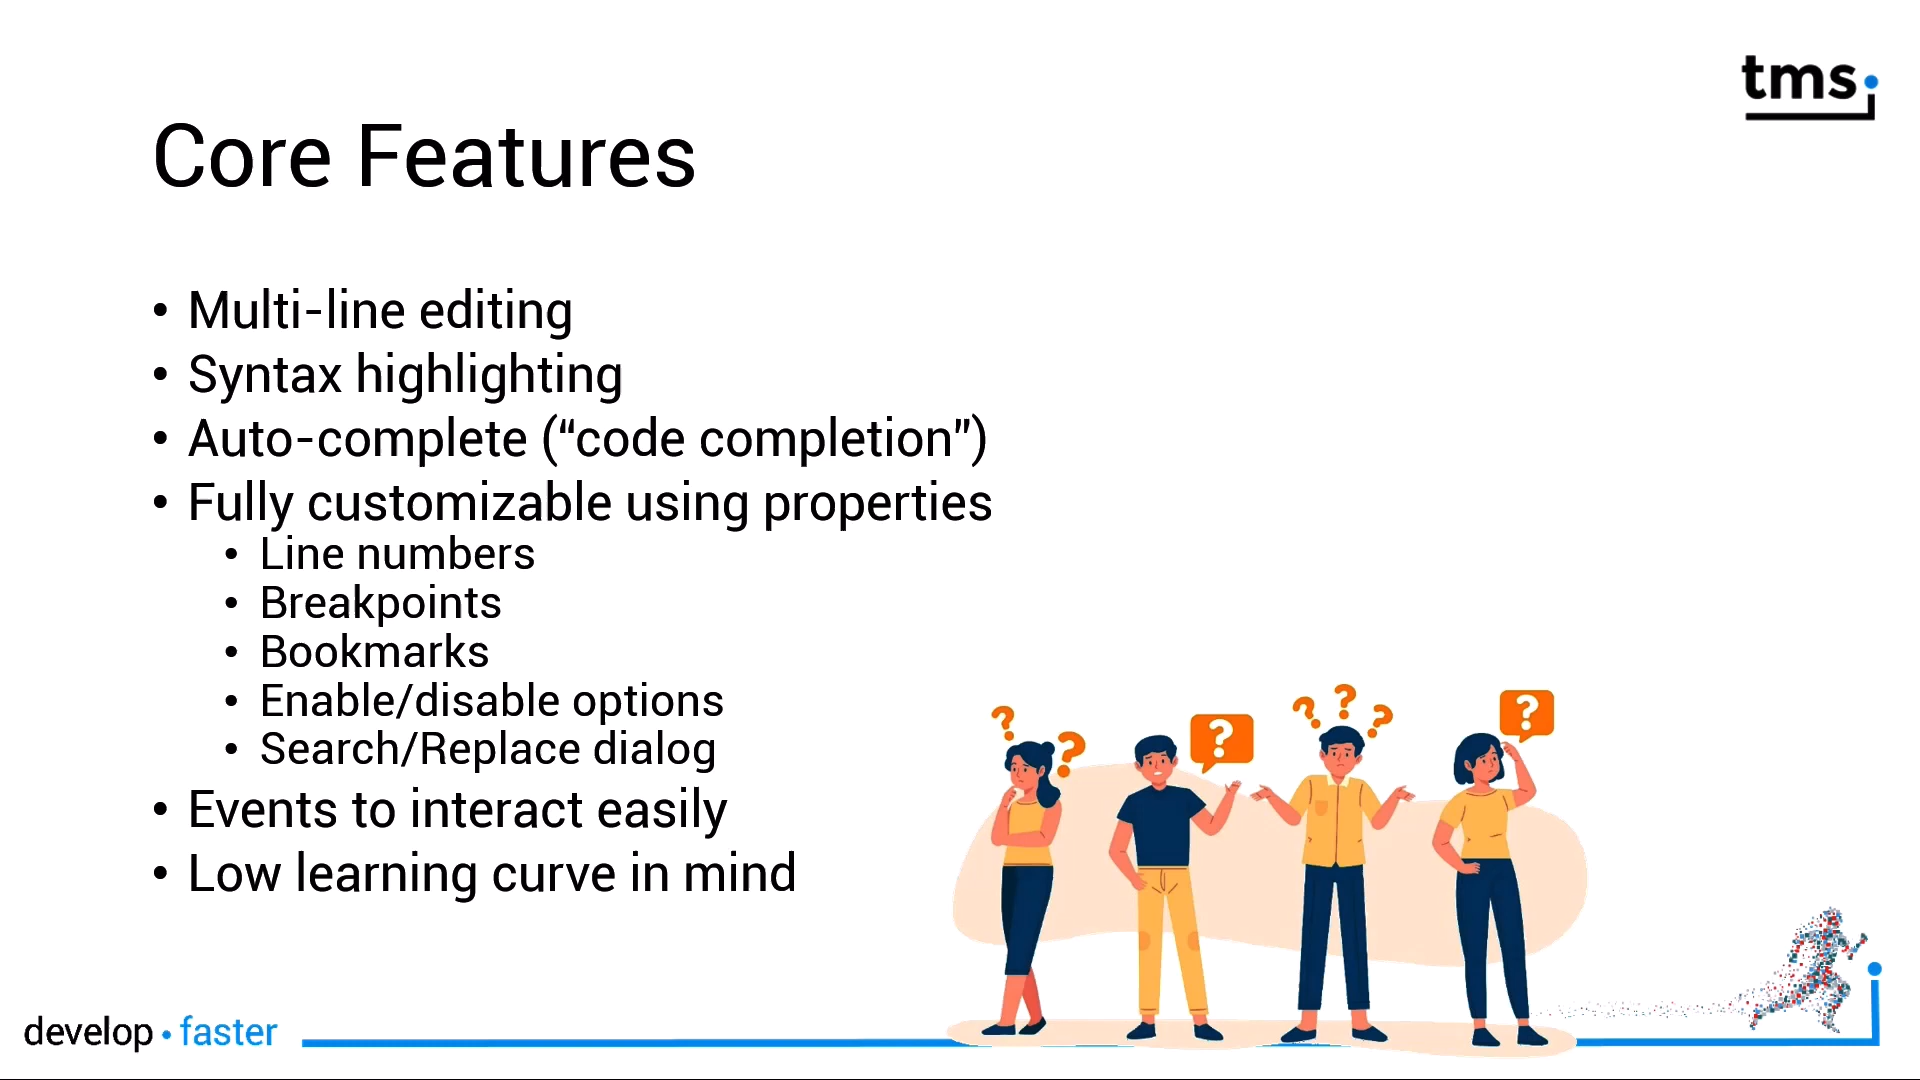 tms
Core Features
• Multi-line editing
• Syntax highlighting
• Auto-complete (“code completion”)
• Fully customizable using properties
• Line numbers
• Breakpoints
• Bookmarks
• Enable/disable options
• Search/Replace dialog
• Events to interact easily
• Low learning curve in mind
? ? ? ? ? ? ?
develop • faster